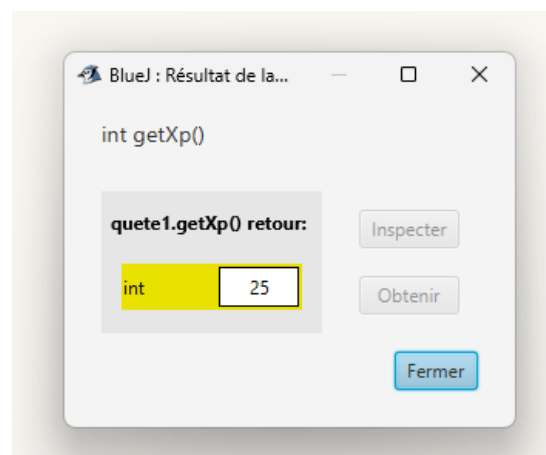 BlueJ : Résultat de la...
int getXp()
quete1.getXp() retour:
Inspecter
int 25
Obtenir
Fermer